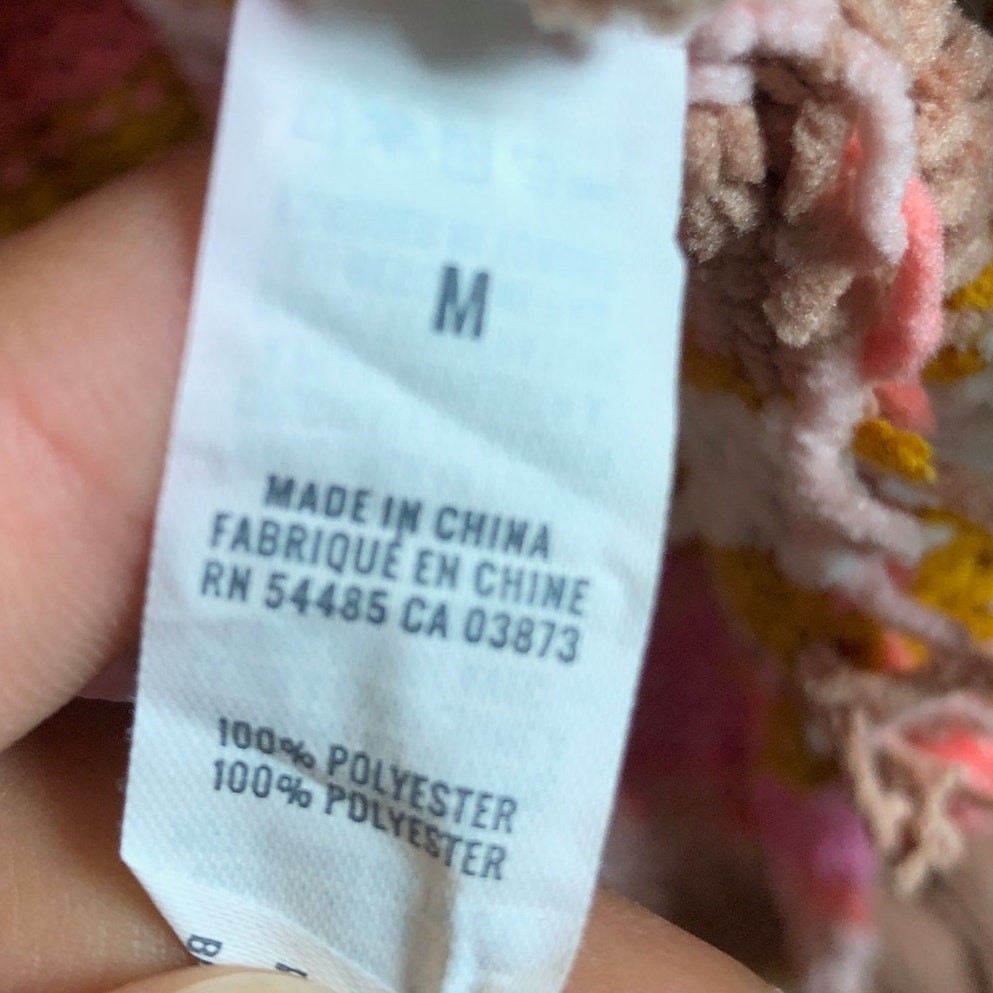 M
MADE IN CHINA
FABRIQUÉ EN CHINE
RN 54485 CA 03873
100% POLYESTER
100% POLYESTER